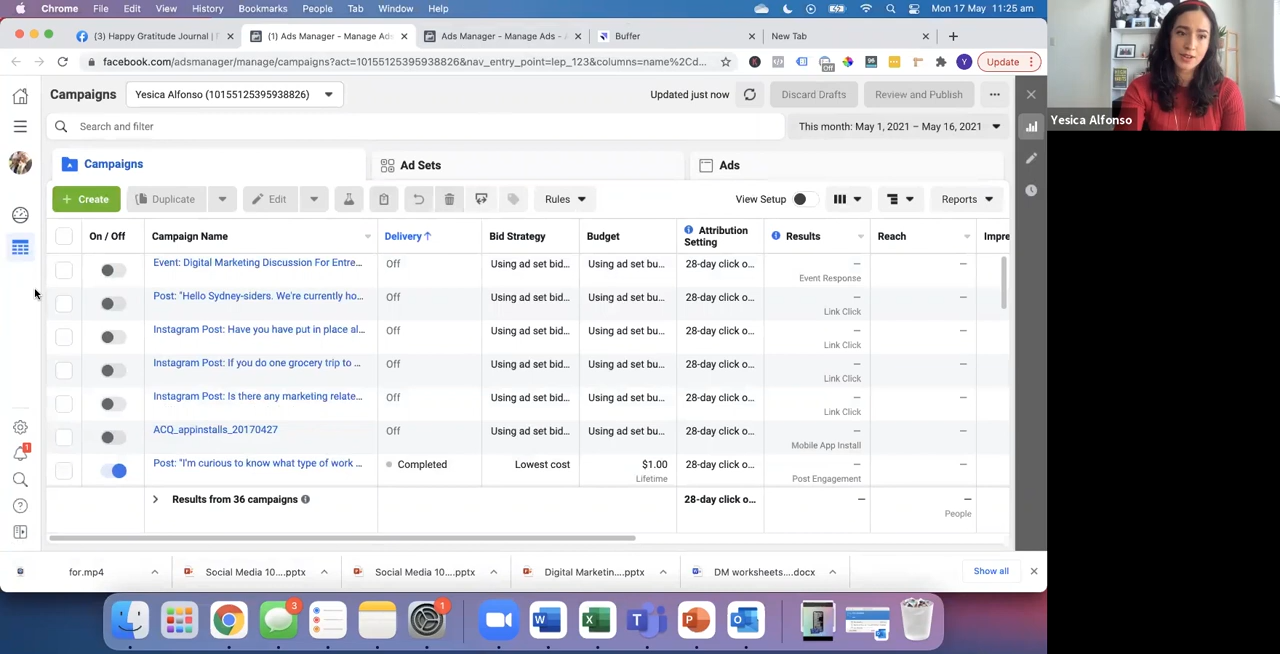 Chrome File Edit View History Bookmarks People Tab Window Help Mon 17 May 11:25 am
(3) Happy Gratitude Journal | (1) Ads Manager - Manage Ads Ads Manager - Manage Ads - Buffer New Tab
facebook.com/adsmanager/manage/campaigns?act=10155125395938626&nav_entry_point=lep_123&columns=name%2Cd... Off 96 Y Update
Campaigns Yesica Alfonso (10155125395938826) Updated just now Discard Drafts Review and Publish
Yesica Alfonso
Search and filter This month: May 1, 2021 – May 16, 2021
Campaigns Ad Sets Ads
+ Create Duplicate Edit Rules View Setup Reports
On / Off Campaign Name Delivery ↑ Bid Strategy Budget Attribution Setting Results Reach Impre
Event: Digital Marketing Discussion For Entre... Off Using ad set bid... Using ad set bu... 28-day click o... —
Event Response
Post: "Hello Sydney-siders. We're currently ho... Off Using ad set bid... Using ad set bu... 28-day click o... —
Link Click
Instagram Post: Have you have put in place al... Off Using ad set bid... Using ad set bu... 28-day click o... —
Link Click
Instagram Post: If you do one grocery trip to ... Off Using ad set bid... Using ad set bu... 28-day click o... —
Link Click
Instagram Post: Is there any marketing relate... Off Using ad set bid... Using ad set bu... 28-day click o... —
Link Click
ACQ_appinstalls_20170427 Off Using ad set bid... Using ad set bu... 28-day click o... —
Mobile App Install
Post: "I'm curious to know what type of work ... Completed Lowest cost $1.00 28-day click o... —
Lifetime Post Engagement
1
Results from 36 campaigns 28-day click o... — —
People
for.mp4 Social Media 10....pptx Social Media 10....pptx Digital Marketin....pptx DM worksheets....docx Show all
3 1